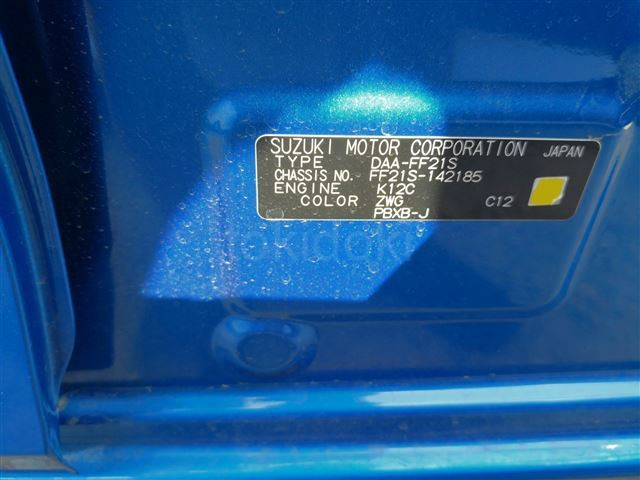 SUZUKI MOTOR CORPORATION JAPAN
TYPE DAA-FF21S
CHASSIS NO. FF21S-142185
ENGINE K12C
COLOR ZWG C12
PBXB-J